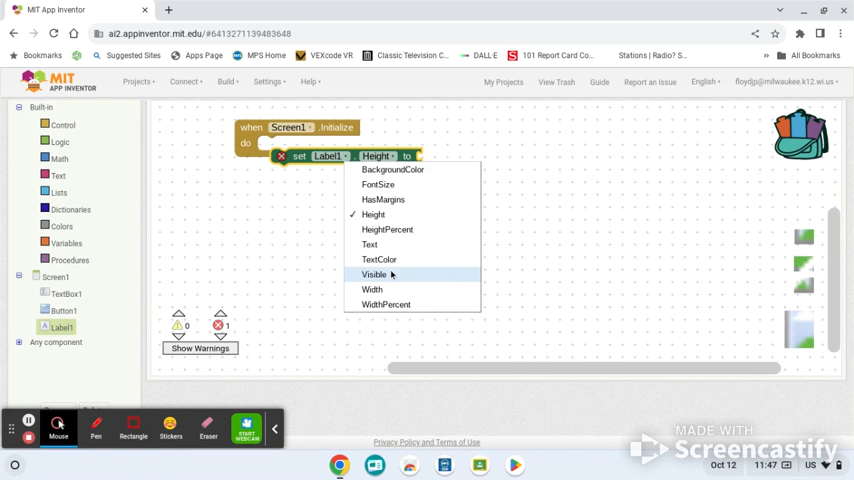 MIT App Inventor
ai2.appinventor.mit.edu/#6413271139483648
Bookmarks
Suggested Sites
Apps Page
MPS Home
VEXcode VR
Classic Television C...
DALL·E
101 Report Card Co...
Stations | Radio? S...
All Bookmarks
MIT
APP INVENTOR
Projects
Connect
Build
Settings
Help
My Projects
View Trash
Guide
Report an Issue
English
floydjp@milwaukee.k12.wi.us
Built-in
Control
Logic
Math
Text
Lists
Dictionaries
Colors
Variables
Procedures
Screen1
TextBox1
Button1
Label1
Any component
when Screen1 .Initialize
do
set Label1 . Height to
BackgroundColor
FontSize
HasMargins
Height
HeightPercent
Text
TextColor
Visible
Width
WidthPercent
0
1
Show Warnings
Mouse
Pen
Rectangle
Stickers
Eraser
START
WEBCAM
Privacy Policy and Terms of Use
MADE WITH
Screencastify
Oct 12
11:47
US